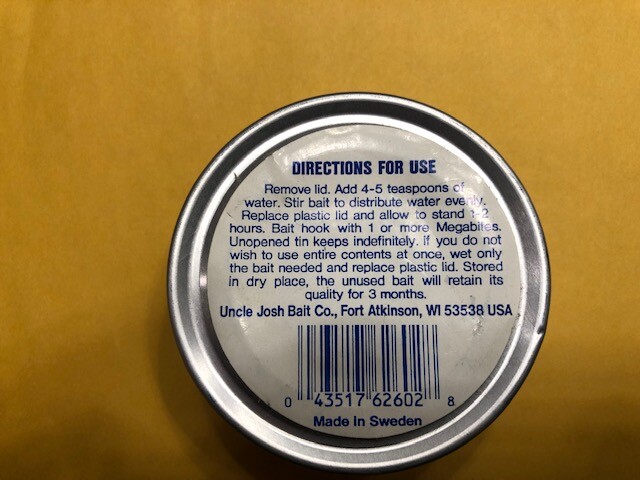 DIRECTIONS FOR USE
Remove lid. Add 4-5 teaspoons of
water. Stir bait to distribute water evenly.
Replace plastic lid and allow to stand 1-2
hours. Bait hook with 1 or more Megabites.
Unopened tin keeps indefinitely. If you do not
wish to use entire contents at once, wet only
the bait needed and replace plastic lid. Stored
in dry place, the unused bait will retain its
quality for 3 months.
Uncle Josh Bait Co., Fort Atkinson, WI 53538 USA
0 43517 62602 8
Made in Sweden